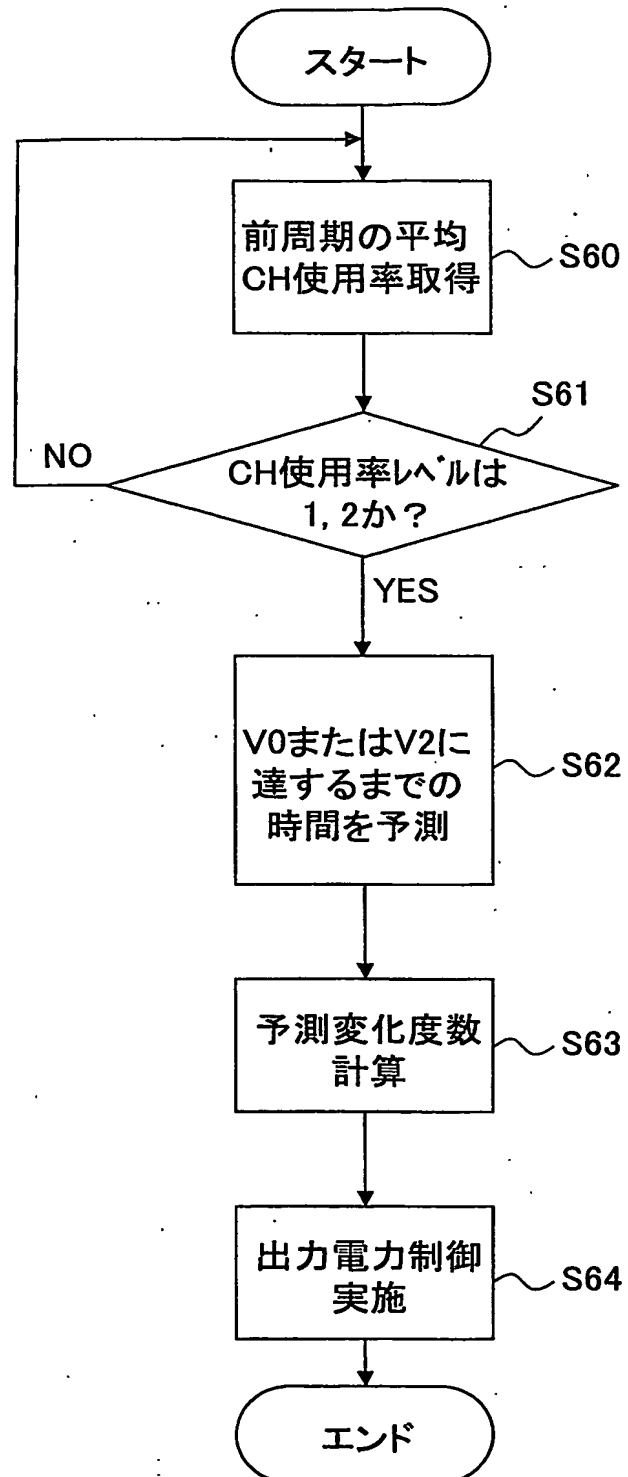 スタート
前周期の平均
CH使用率取得
S60
S61
NO
CH使用率ﾚﾍﾞﾙは
1, 2か？
YES
V0またはV2に
達するまでの
時間を予測
S62
予測変化度数
計算
S63
出力電力制御
実施
S64
エンド